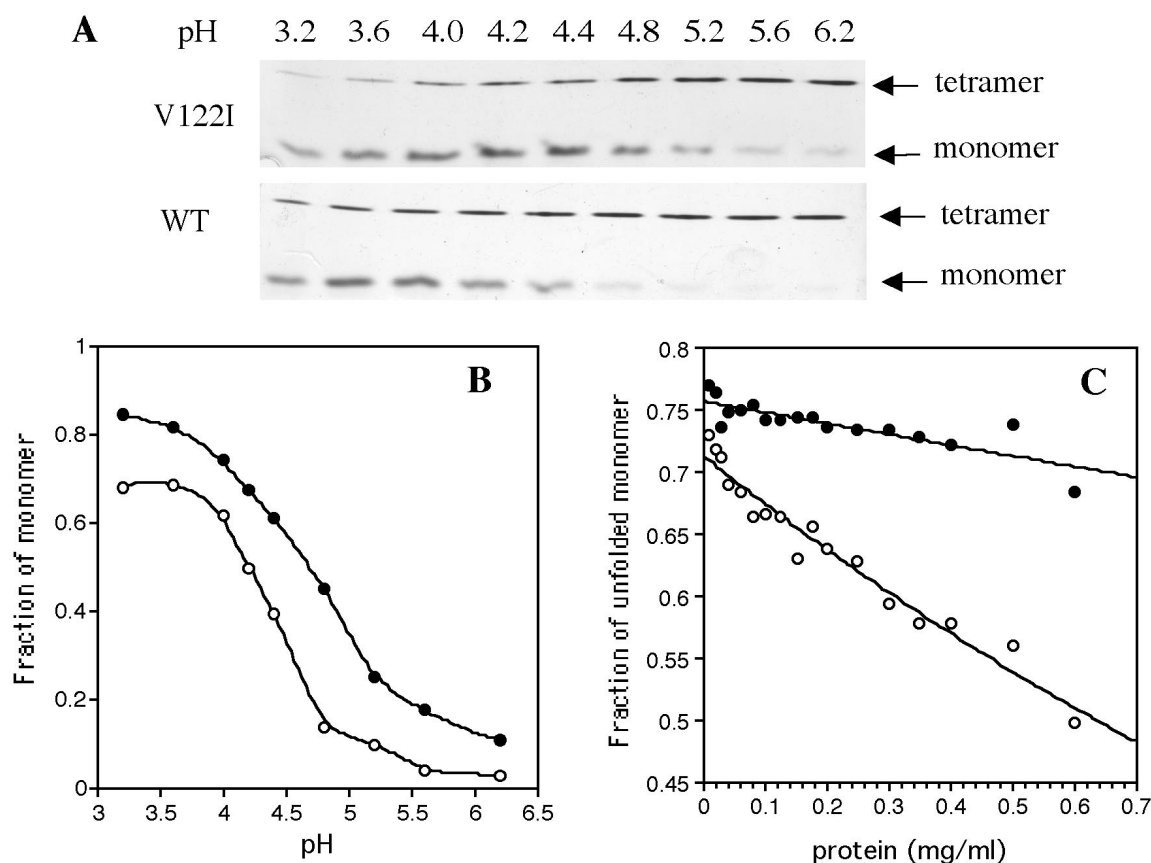 A pH 3.2 3.6 4.0 4.2 4.4 4.8 5.2 5.6 6.2
V122I
tetramer
monomer
WT
tetramer
monomer
B
Fraction of monomer
1
0.8
0.6
0.4
0.2
0
3 3.5 4 4.5 5 5.5 6 6.5
pH
C
Fraction of unfolded monomer
0.8
0.75
0.7
0.65
0.6
0.55
0.5
0.45
0 0.1 0.2 0.3 0.4 0.5 0.6 0.7
protein (mg/ml)